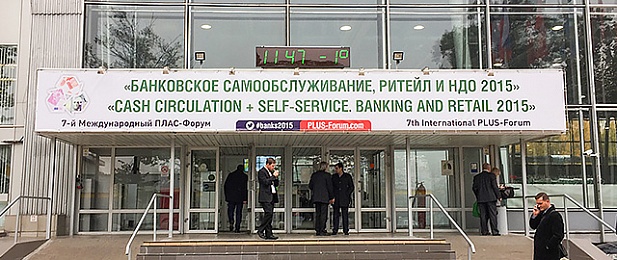 11 47 -1°
«БАНКОВСКОЕ САМООБСЛУЖИВАНИЕ, РИТЕЙЛ И НДО 2015»
«CASH CIRCULATION + SELF-SERVICE. BANKING AND RETAIL 2015»
7-й Международный ПЛАС-Форум
#banks2015
PLUS-Forum.com
7th International PLUS-Forum